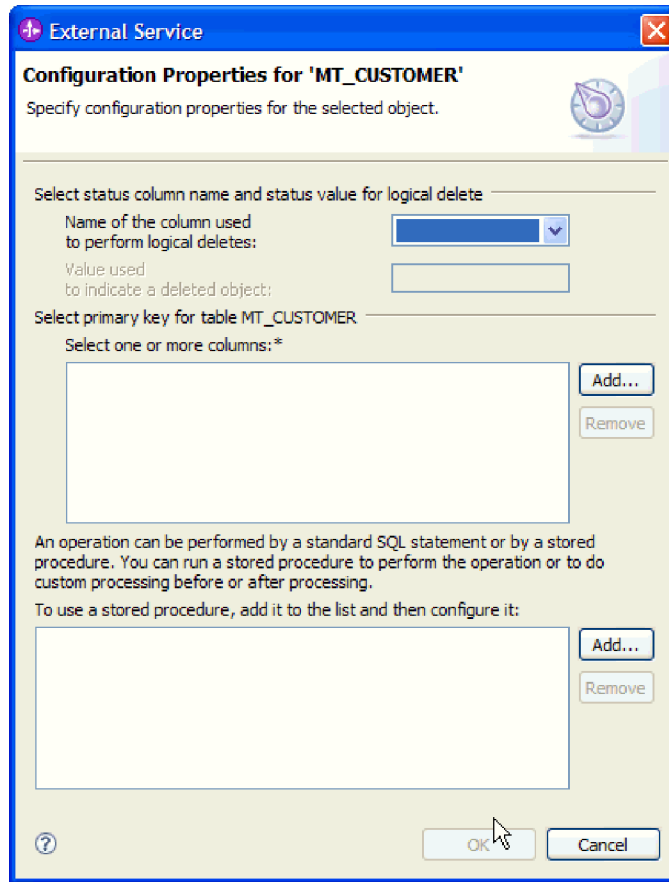 External Service
Configuration Properties for 'MT_CUSTOMER'
Specify configuration properties for the selected object.
Select status column name and status value for logical delete
Name of the column used
to perform logical deletes:
Value used
to indicate a deleted object:
Select primary key for table MT_CUSTOMER
Select one or more columns:*
Add...
Remove
An operation can be performed by a standard SQL statement or by a stored
procedure. You can run a stored procedure to perform the operation or to do
custom processing before or after processing.
To use a stored procedure, add it to the list and then configure it:
Add...
Remove
?
OK
Cancel